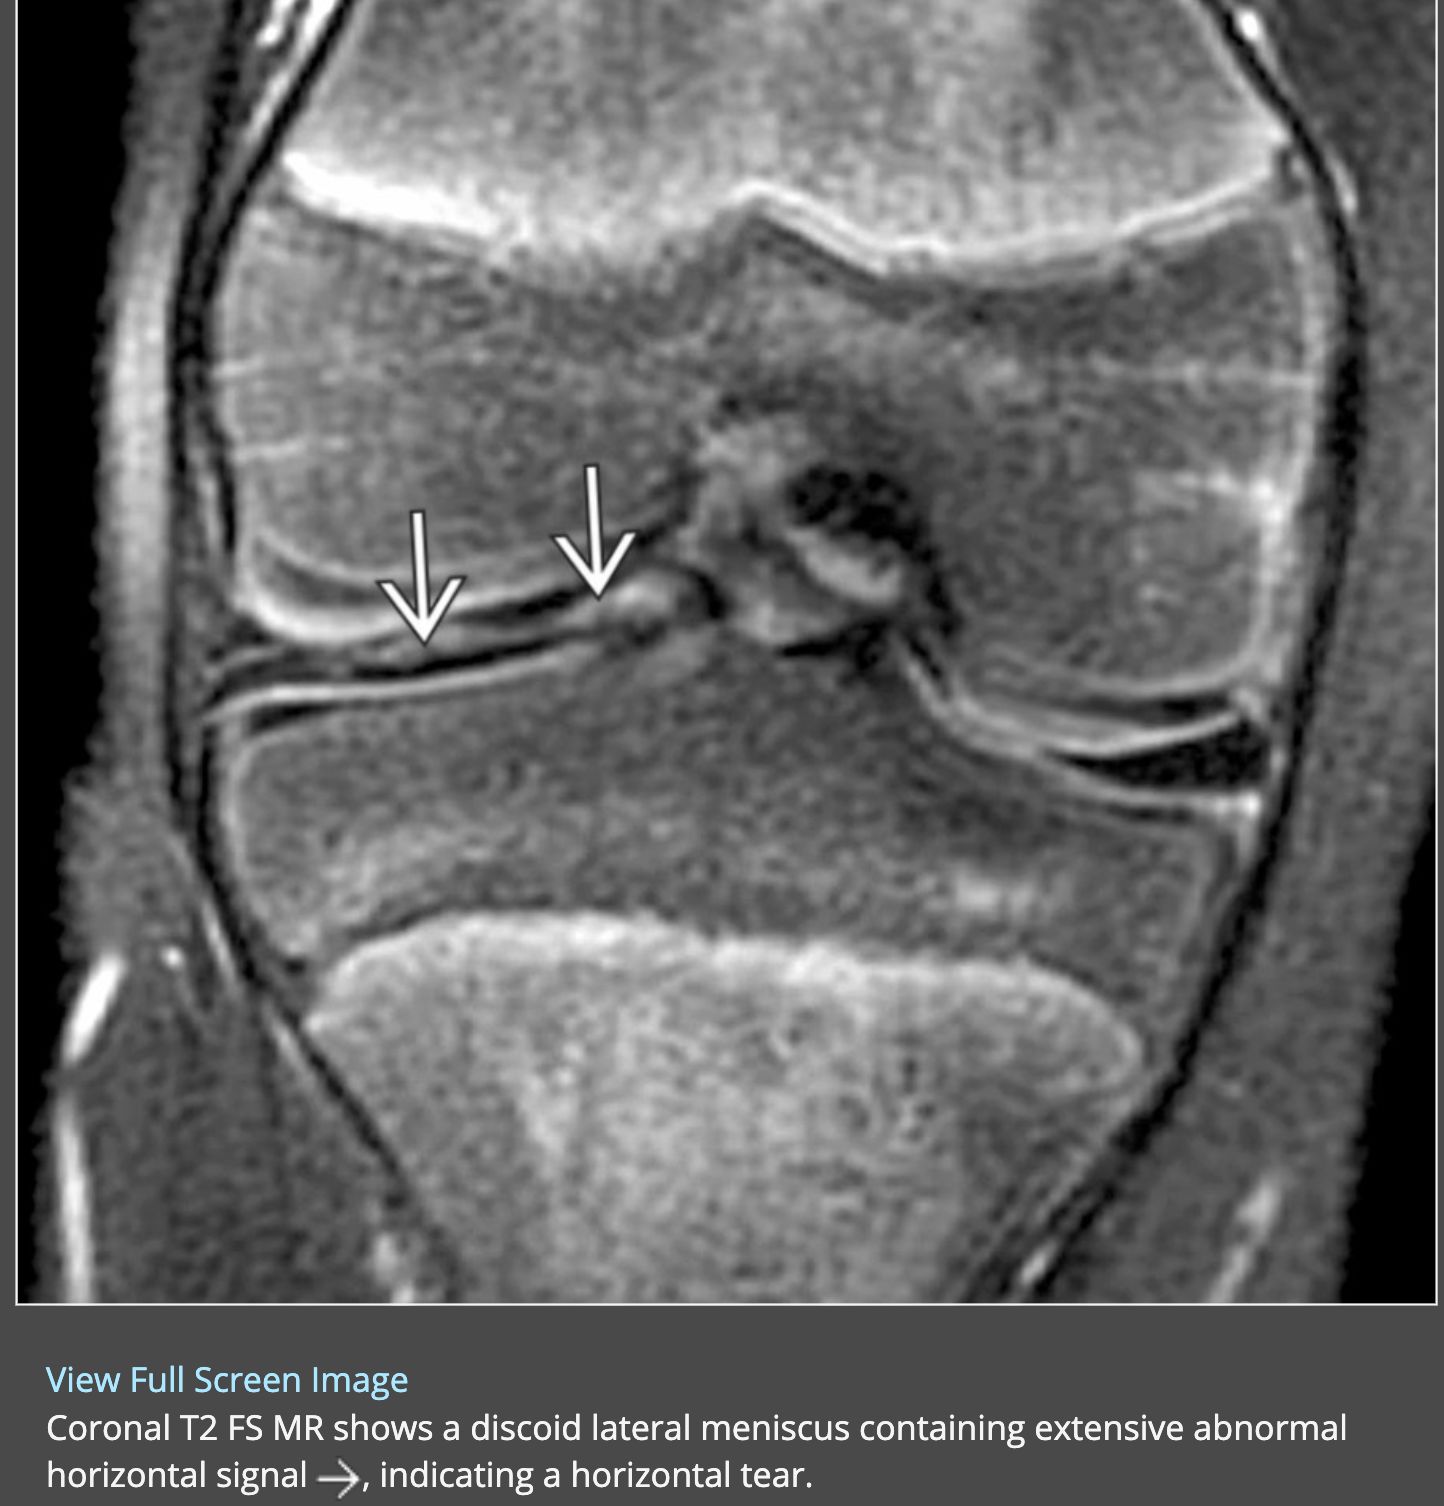 View Full Screen Image
Coronal T2 FS MR shows a discoid lateral meniscus containing extensive abnormal
horizontal signal →, indicating a horizontal tear.